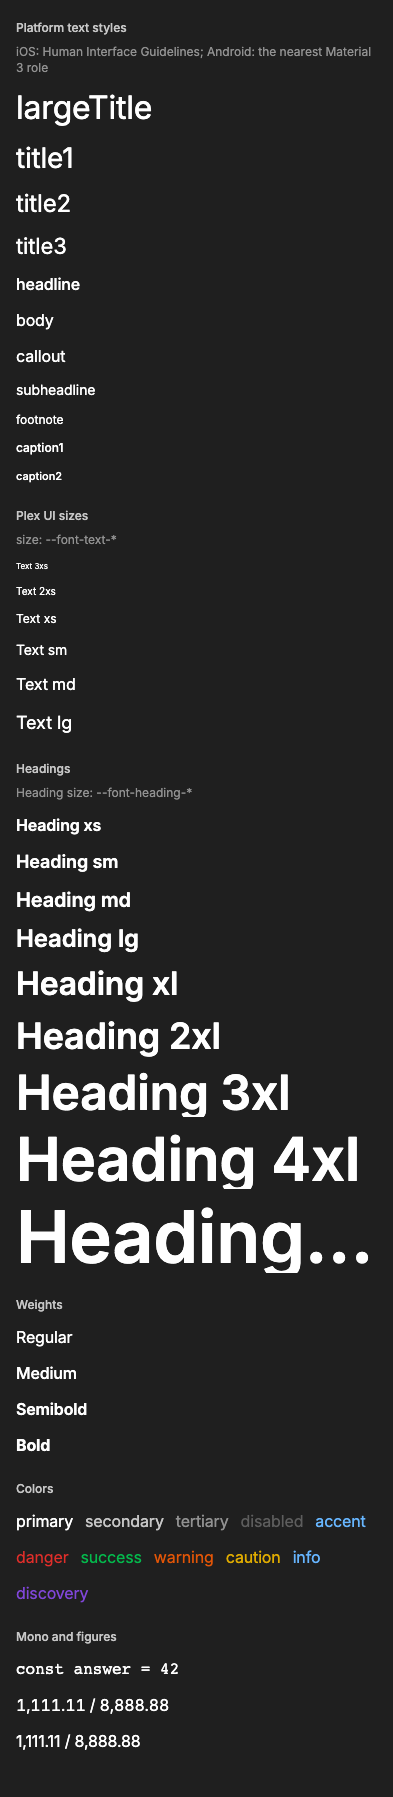 Platform text styles
iOS: Human Interface Guidelines; Android: the nearest Material
3 role
largeTitle
title1
title2
title3
headline
body
callout
subheadline
footnote
caption1
caption2
Plex UI sizes
size: --font-text-*
Text 3xs
Text 2xs
Text xs
Text sm
Text md
Text lg
Headings
Heading size: --font-heading-*
Heading xs
Heading sm
Heading md
Heading lg
Heading xl
Heading 2xl
Heading 3xl
Heading 4xl
Heading...
Weights
Regular
Medium
Semibold
Bold
Colors
primary secondary tertiary disabled accent
danger success warning caution info
discovery
Mono and figures
const answer = 42
1,111.11 / 8,888.88
1,111.11 / 8,888.88